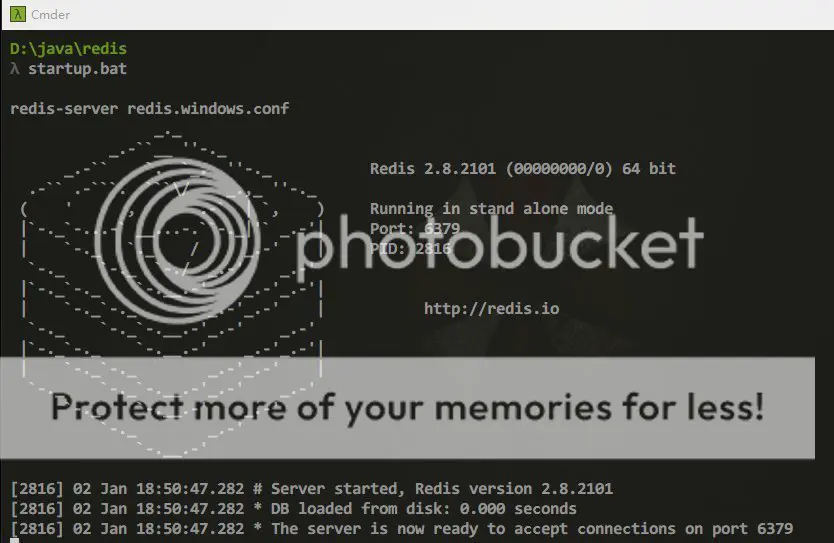 Cmder
D:\java\redis
λ startup.bat
redis-server redis.windows.conf
Redis 2.8.2101 (00000000/0) 64 bit
Running in stand alone mode
Port: 6379
PID: 2816
photobucket
http://redis.io
Protect more of your memories for less!
[2816] 02 Jan 18:50:47.282 # Server started, Redis version 2.8.2101
[2816] 02 Jan 18:50:47.282 * DB loaded from disk: 0.000 seconds
[2816] 02 Jan 18:50:47.282 * The server is now ready to accept connections on port 6379